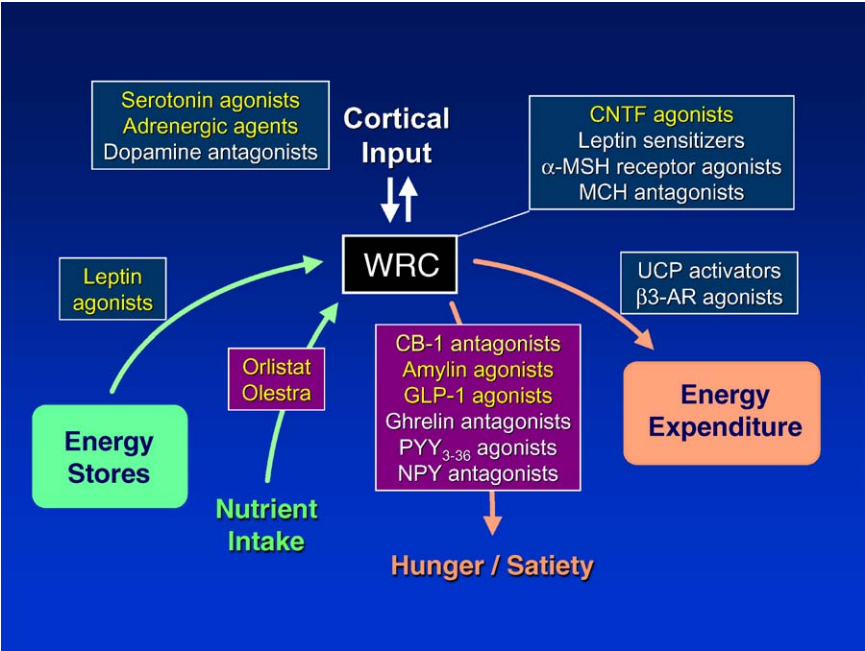 Serotonin agonists
Adrenergic agents
Dopamine antagonists
Cortical
Input
CNTF agonists
Leptin sensitizers
α-MSH receptor agonists
MCH antagonists
WRC
Leptin
agonists
UCP activators
β3-AR agonists
Orlistat
Olestra
CB-1 antagonists
Amylin agonists
GLP-1 agonists
Ghrelin antagonists
PYY3-36 agonists
NPY antagonists
Energy
Stores
Energy
Expenditure
Nutrient
Intake
Hunger / Satiety